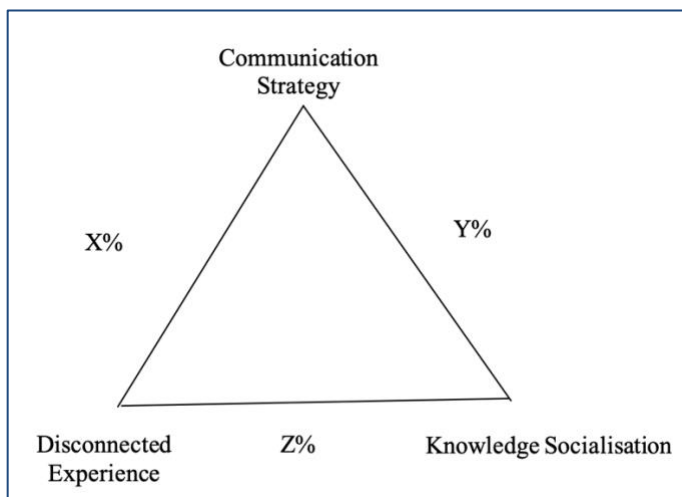 Communication
Strategy
X%
Y%
Disconnected
Experience
Z%
Knowledge Socialisation